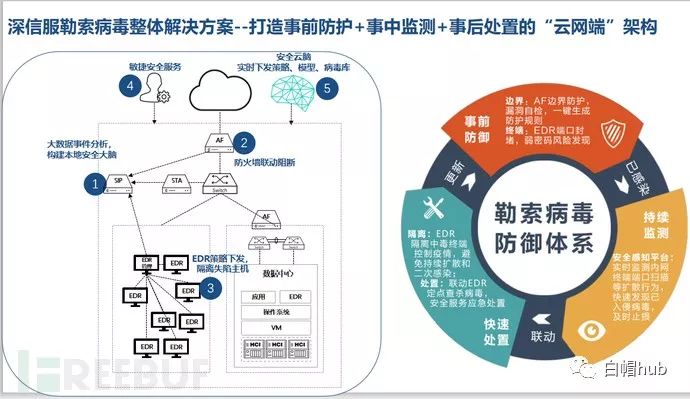 深信服勒索病毒整体解决方案--打造事前防护+事中监测+事后处置的“云网端”架构
敏捷安全服务
4
安全云脑
实时下发策略、模型、病毒库
5
大数据事件分析,
构建本地安全大脑
AF
2
防火墙联动阻断
1
SIP
STA
Switch
AF
Switch
Switch
EDR
管理
EDR策略下发,
隔离失陷主机
3
EDR
EDR
EDR
EDR
EDR
EDR
EDR
数据中心
应用
EDR
操作系统
VM
HCI
HCI
HCI
事前
防御
边界:AF边界防护,
漏洞自检,一键生成
防护规则
终端:EDR端口封
堵,弱密码风险发现
更新
已感染
勒索病毒
防御体系
隔离:EDR
隔离中毒终端
控制疫情,避
免持续扩散和
二次感染;
处置:联动EDR
定点查杀病毒,
安全服务应急处置
快速
处置
持续
监测
安全感知平台:
实时监测内网
终端端口扫描
等扩散行为,
快速发现已
入侵病毒,
及时止损
联动
FREEBUF
白帽hub